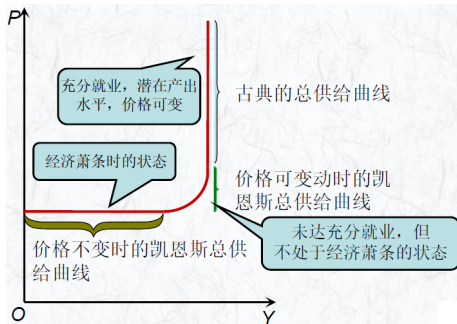 P
充分就业，潜在产出
水平，价格可变
古典的总供给曲线
经济萧条时的状态
价格可变动时的凯
恩斯总供给曲线
未达充分就业，但
不处于经济萧条的状态
价格不变时的凯恩斯总供
给曲线
O
Y